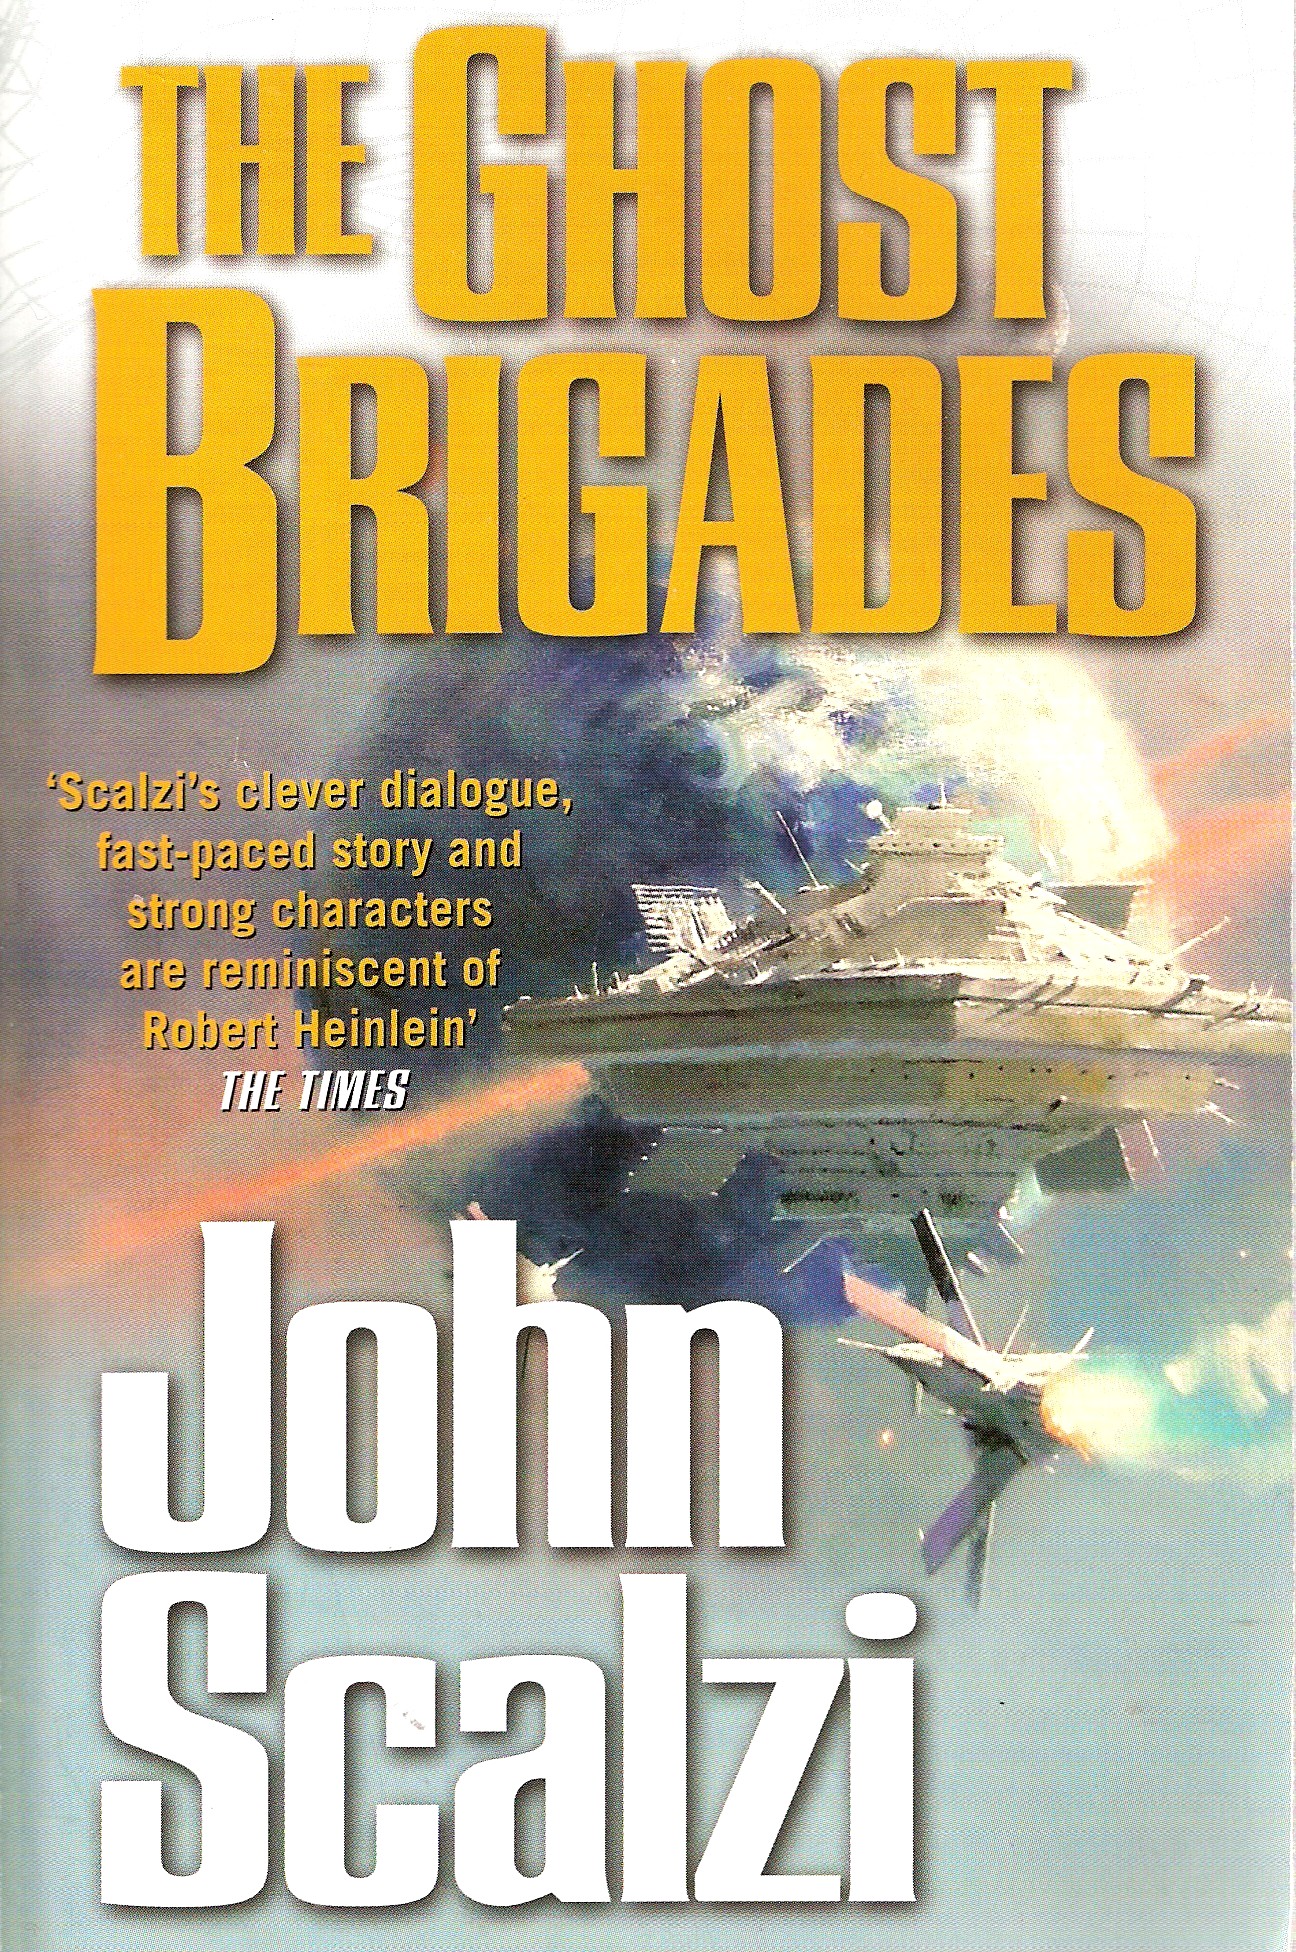 THE GHOST
BRIGADES
‘Scalzi’s clever dialogue,
fast-paced story and
strong characters
are reminiscent of
Robert Heinlein’
THE TIMES
John
Scalzi